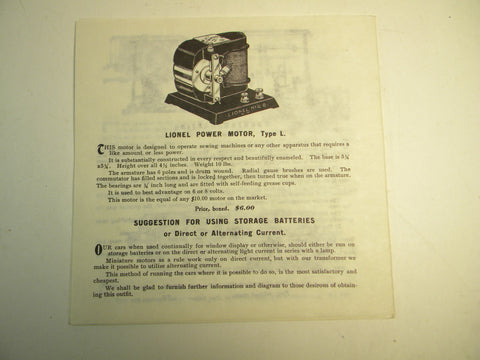 LIONEL N.Y.
LIONEL POWER MOTOR, Type L.
THIS motor is designed to operate sewing machines or any other apparatus that requires a
like amount or less power.
It is substantially constructed in every respect and beautifully enameled. The base is 5¼
x5¼. Height over all 4½ inches. Weight 10 lbs.
The armature has 6 poles and is drum wound. Radial gauge brushes are used. The
commutator has filled sections and is locked together, then turned true when on the armature.
The bearings are ¾ inch long and are fitted with self-feeding grease cups.
It is used to best advantage on 6 or 8 volts.
This motor is the equal of any $10.00 motor on the market.
Price, boxed. $6.00
SUGGESTION FOR USING STORAGE BATTERIES
or Direct or Alternating Current.
OUR cars when used continually for window display or otherwise, should either be run on
storage batteries or on the direct or alternating light current in series with a lamp.
Miniature motors as a rule work only on direct current, but with our transformer we
make it possible to utilize alternating current.
This method of running the cars where it is possible to do so, is the most satisfactory and
cheapest.
We shall be glad to furnish further information and diagram to those desirous of obtain-
ing this outfit.